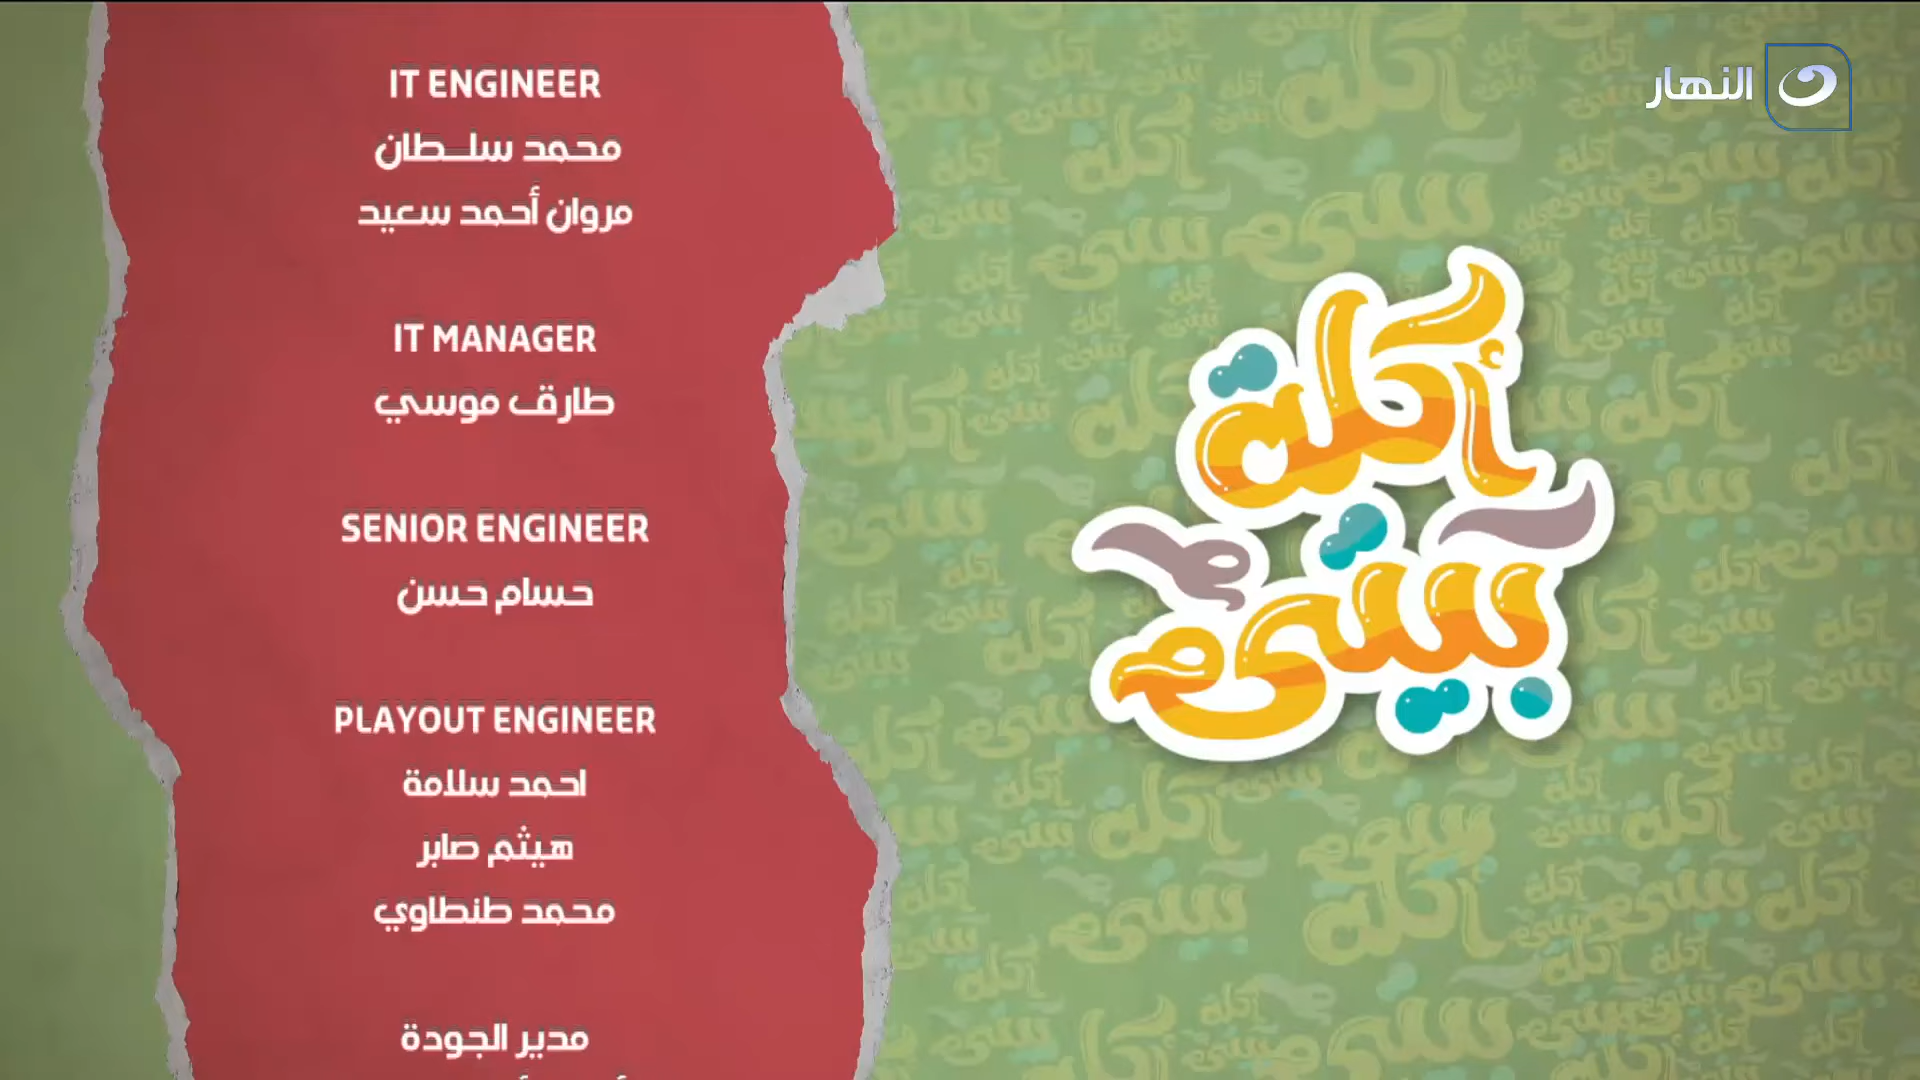 IT ENGINEER
محمد سلطان
مروان أحمد سعيد
IT MANAGER
طارق موسي
SENIOR ENGINEER
حسام حسن
PLAYOUT ENGINEER
احمد سلامة
هيثم صابر
محمد طنطاوي
مدير الجودة
النهار
أكلة
بيتى